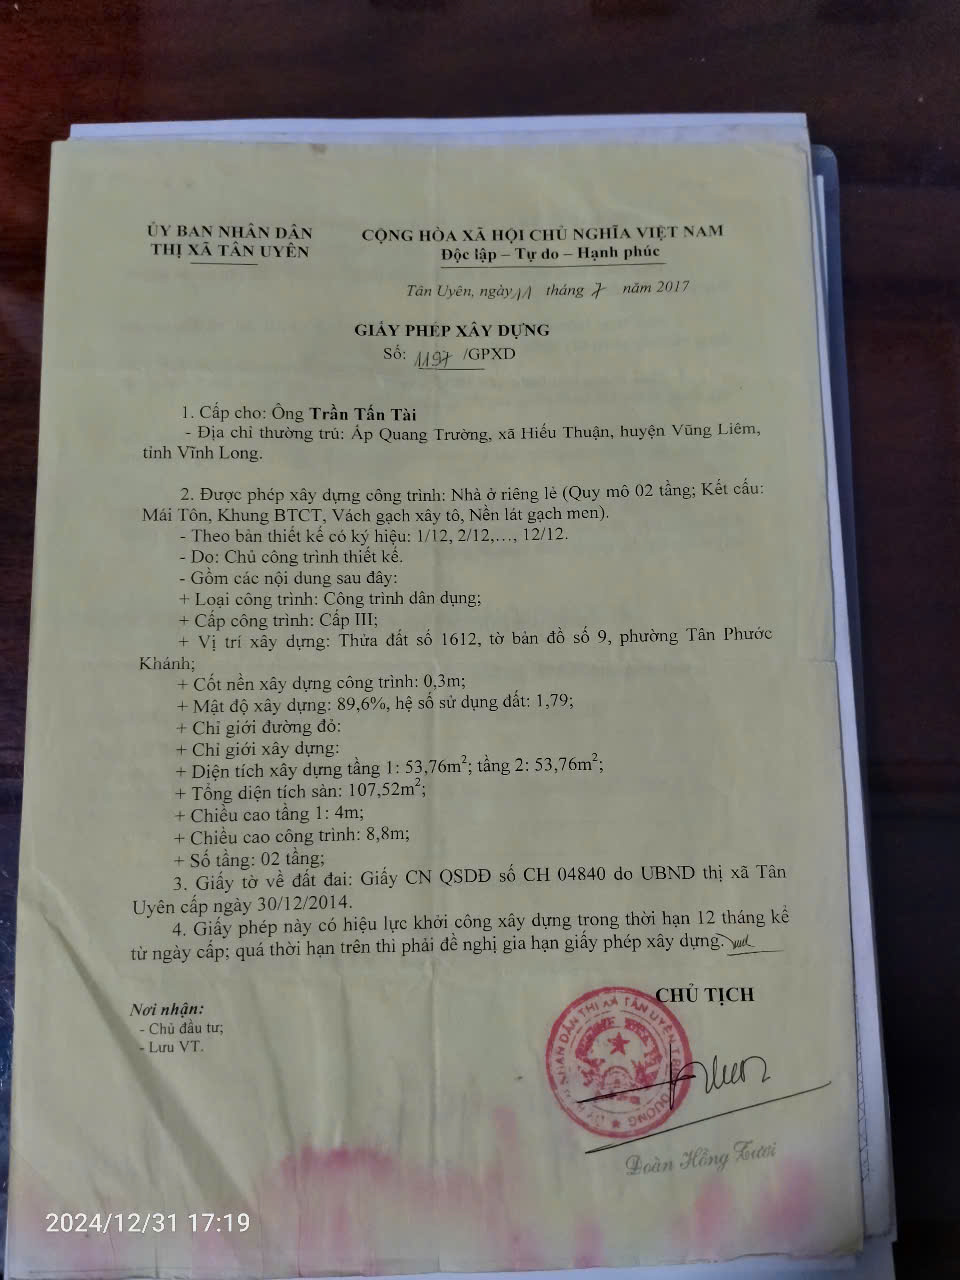 ỦY BAN NHÂN DÂN
THỊ XÃ TÂN UYÊN
CỘNG HÒA XÃ HỘI CHỦ NGHĨA VIỆT NAM
Độc lập – Tự do – Hạnh phúc
Tân Uyên, ngày 11 tháng 7 năm 2017
GIẤY PHÉP XÂY DỰNG
Số: 1197 /GPXD
1. Cấp cho: Ông Trần Tấn Tài
- Địa chỉ thường trú: Ấp Quang Trường, xã Hiếu Thuận, huyện Vũng Liêm,
tỉnh Vĩnh Long.
2. Được phép xây dựng công trình: Nhà ở riêng lẻ (Quy mô 02 tầng; Kết cấu:
Mái Tôn, Khung BTCT, Vách gạch xây tô, Nền lát gạch men).
- Theo bản thiết kế có ký hiệu: 1/12, 2/12,…, 12/12.
- Do: Chủ công trình thiết kế.
- Gồm các nội dung sau đây:
+ Loại công trình: Công trình dân dụng;
+ Cấp công trình: Cấp III;
+ Vị trí xây dựng: Thửa đất số 1612, tờ bản đồ số 9, phường Tân Phước
Khánh;
+ Cốt nền xây dựng công trình: 0,3m;
+ Mật độ xây dựng: 89,6%, hệ số sử dụng đất: 1,79;
+ Chỉ giới đường đỏ:
+ Chỉ giới xây dựng:
+ Diện tích xây dựng tầng 1: 53,76m²; tầng 2: 53,76m²;
+ Tổng diện tích sàn: 107,52m²;
+ Chiều cao tầng 1: 4m;
+ Chiều cao công trình: 8,8m;
+ Số tầng: 02 tầng;
3. Giấy tờ về đất đai: Giấy CN QSDĐ số CH 04840 do UBND thị xã Tân
Uyên cấp ngày 30/12/2014.
4. Giấy phép này có hiệu lực khởi công xây dựng trong thời hạn 12 tháng kể
từ ngày cấp; quá thời hạn trên thì phải đề nghị gia hạn giấy phép xây dựng.
Nơi nhận:
- Chủ đầu tư;
- Lưu VT.
CHỦ TỊCH
NHÂN DÂN THỊ XÃ TÂN UYÊN T. DƯƠNG
Đoàn Hồng Tươi
2024/12/31 17:19